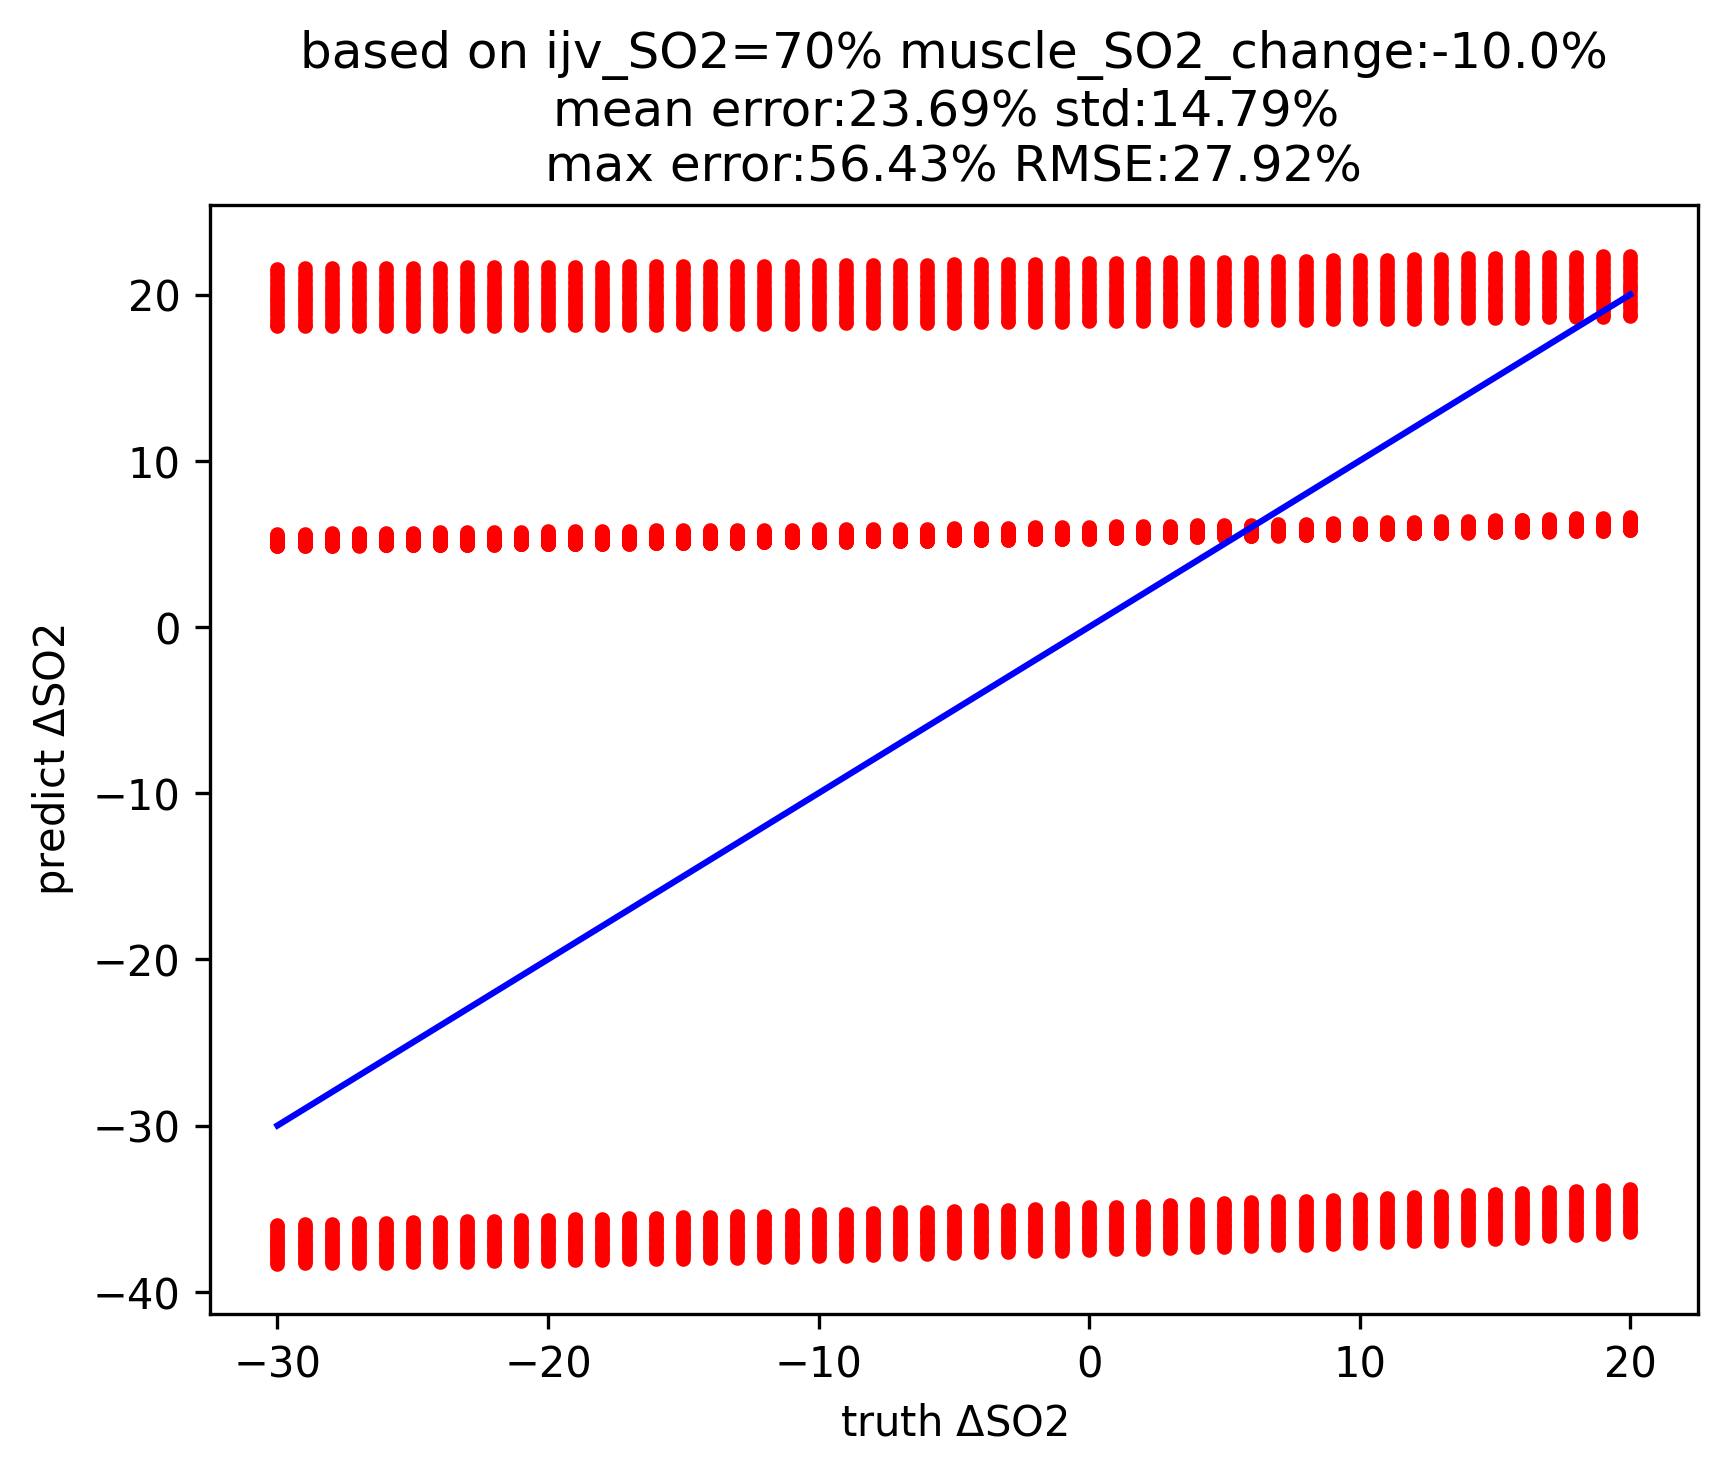 based on ijv_SO2=70% muscle_SO2_change:-10.0%
mean error:23.69% std:14.79%
max error:56.43% RMSE:27.92%
20
10
0
−10
−20
−30
−40
predict ΔSO2
−30 −20 −10 0 10 20
truth ΔSO2